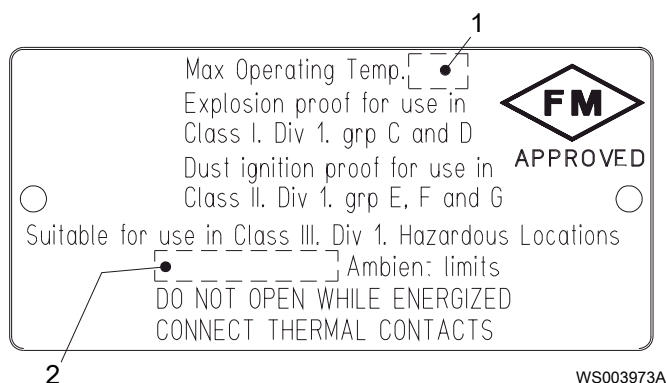 1
Max Operating Temp.
Explosion proof for use in
Class I. Div 1. grp C and D
FM
APPROVED
Dust ignition proof for use in
Class II. Div 1. grp E, F and G
Suitable for use in Class III. Div 1. Hazardous Locations
Ambient limits
DO NOT OPEN WHILE ENERGIZED
CONNECT THERMAL CONTACTS
2
WS003973A